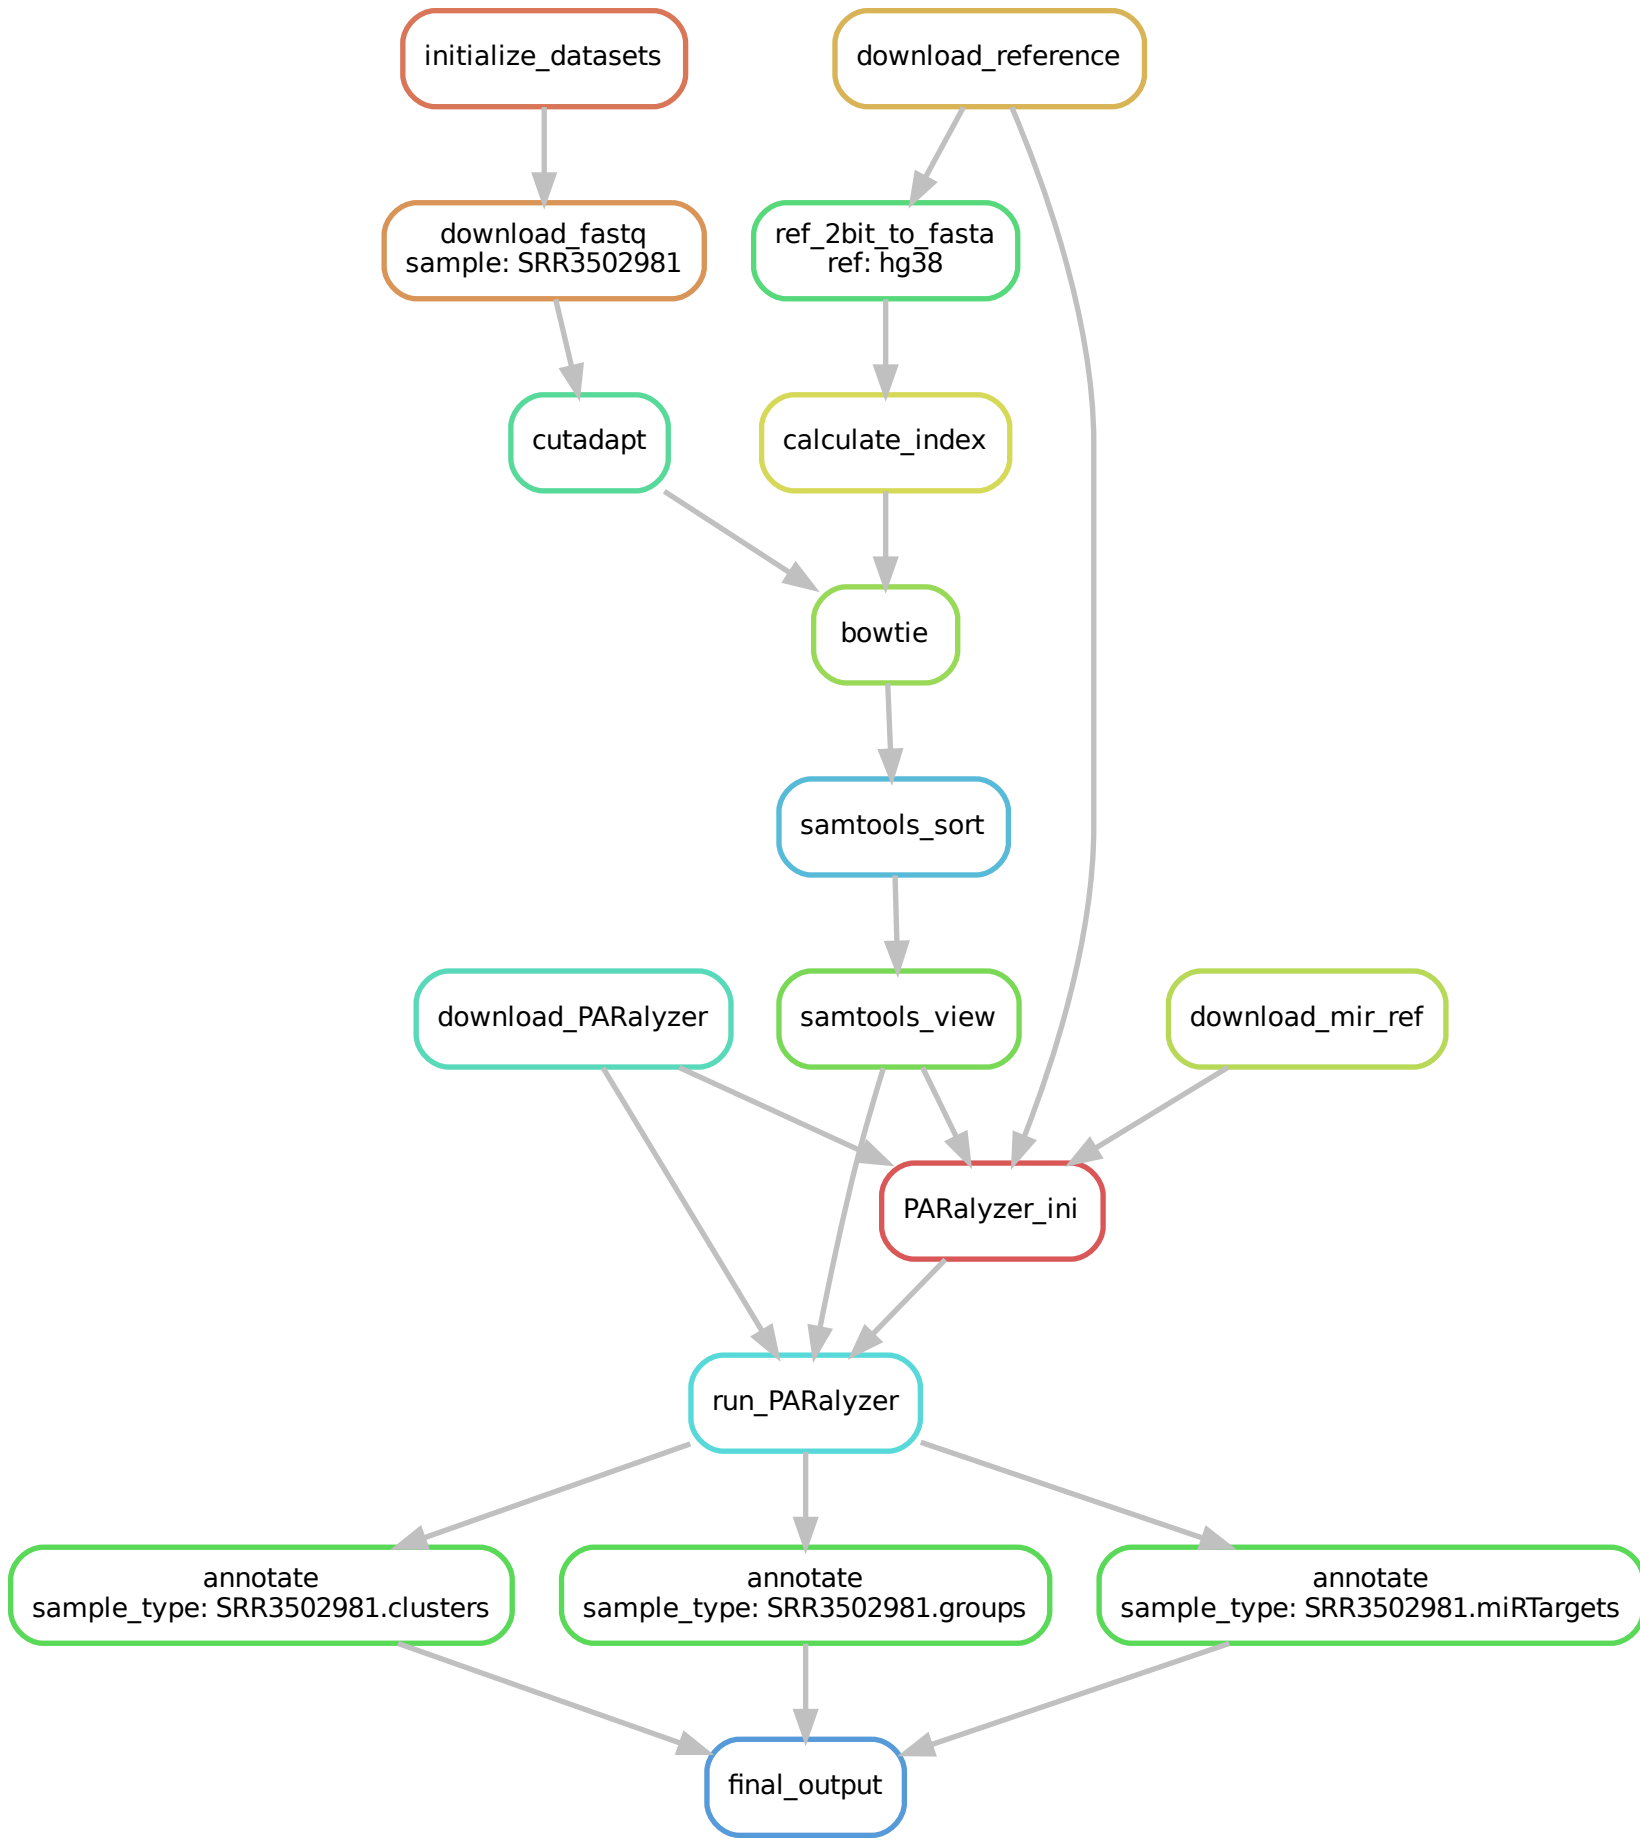 initialize_datasets
download_reference
download_fastq
sample: SRR3502981
ref_2bit_to_fasta
ref: hg38
cutadapt
calculate_index
bowtie
samtools_sort
download_PARalyzer
samtools_view
download_mir_ref
PARalyzer_ini
run_PARalyzer
annotate
sample_type: SRR3502981.clusters
annotate
sample_type: SRR3502981.groups
annotate
sample_type: SRR3502981.miRTargets
final_output